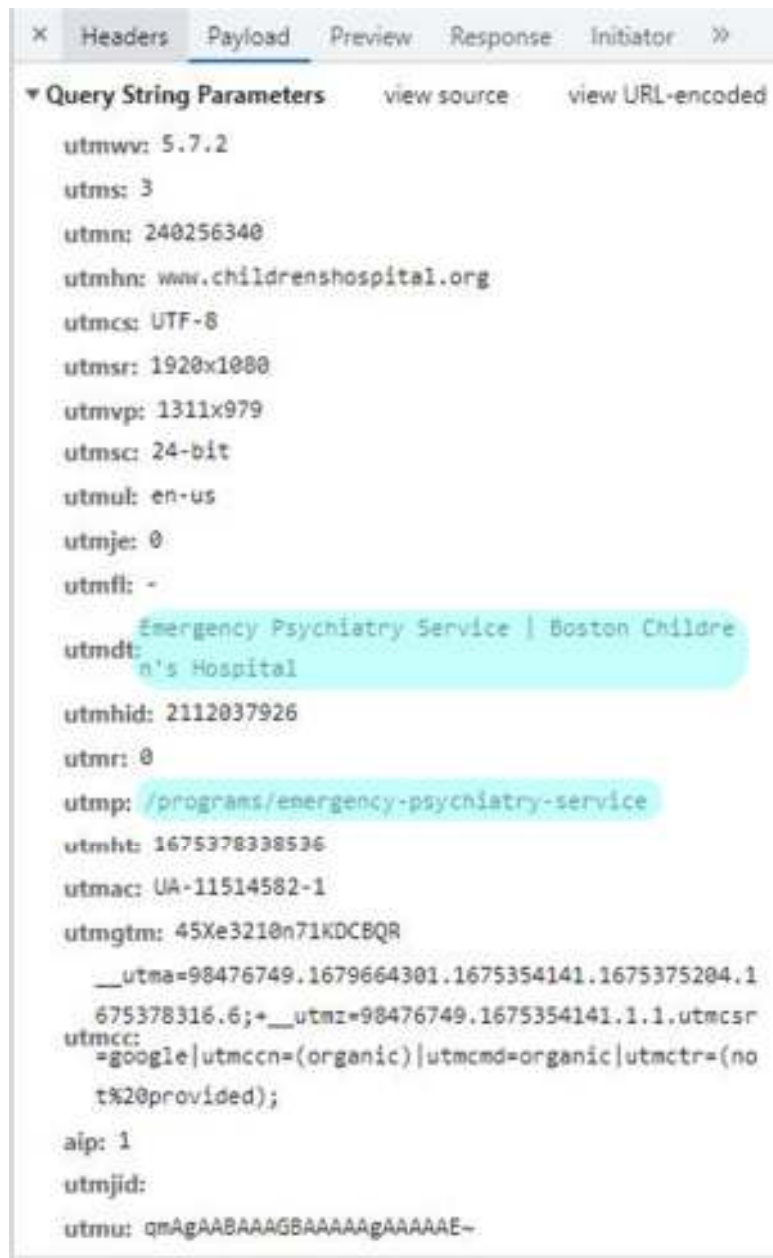 × Headers Payload Preview Response Initiator »
▼ Query String Parameters view source view URL-encoded
utmwv: 5.7.2
utms: 3
utmn: 240256340
utmhn: www.childrenshospital.org
utmcs: UTF-8
utmsr: 1920x1080
utmvp: 1311x979
utmsc: 24-bit
utmul: en-us
utmje: 0
utmfl: -
utmdt: Emergency Psychiatry Service | Boston Childre
n's Hospital
utmhid: 2112037926
utmr: 0
utmp: /programs/emergency-psychiatry-service
utmht: 1675378338536
utmac: UA-11514582-1
utmgtm: 45Xe3210n71KDCBQR
__utma=98476749.1679664301.1675354141.1675375204.1
675378316.6;+__utmz=98476749.1675354141.1.1.utmcsr
utmcc: =google|utmccn=(organic)|utmcmd=organic|utmctr=(no
t%20provided);
aip: 1
utmjid:
utmu: qmAgAABAAAGBAAAAAgAAAAAE~